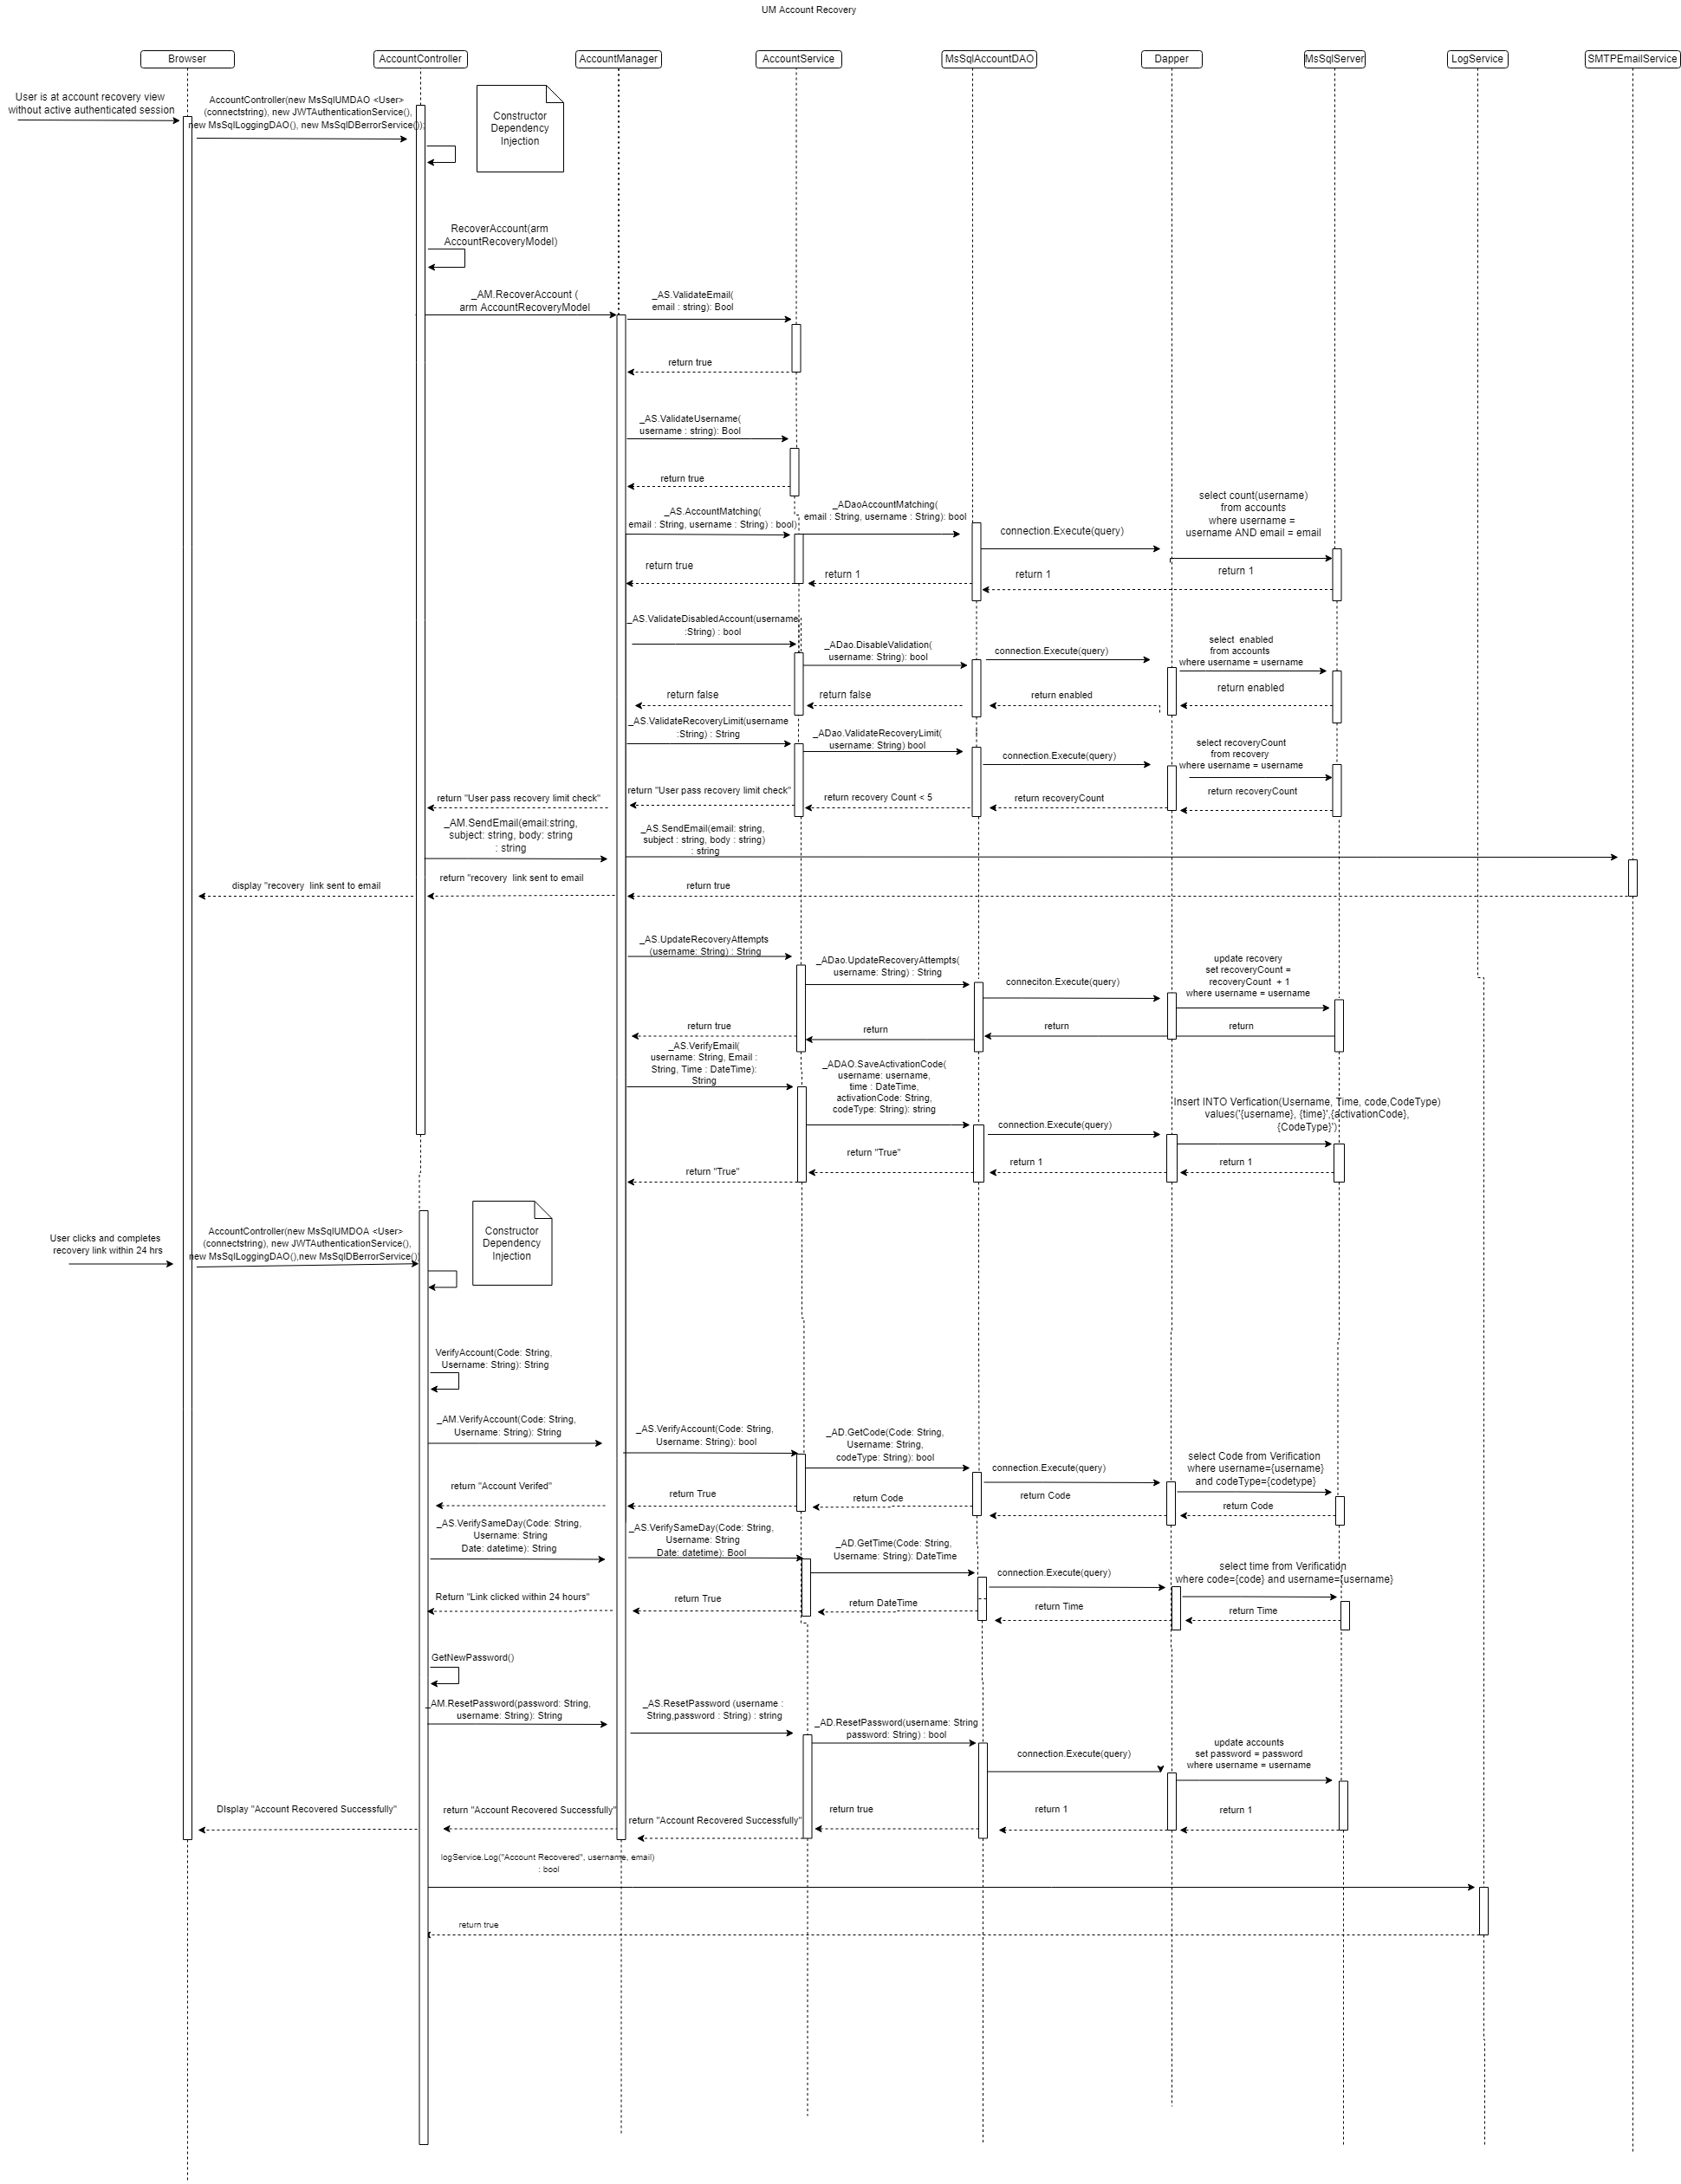 UM Account Recovery
Browser
AccountController
AccountManager
AccountService
MsSqlAccountDAO
Dapper
MsSqlServer
LogService
SMTPEmailService
User is at account recovery view
without active authenticated session
AccountController(new MsSqlUMDAO <User>
(connectstring), new JWTAuthenticationService(),
new MsSqlLoggingDAO(), new MsSqlDBerrorService());
Constructor
Dependency
Injection
RecoverAccount(arm
AccountRecoveryModel)
_AM.RecoverAccount (
arm AccountRecoveryModel
_AS.ValidateEmail(
email : string): Bool
return true
_AS.ValidateUsername(
username : string): Bool
return true
_AS.AccountMatching(
email : String, username : String) : bool)
_ADaoAccountMatching(
email : String, username : String): bool
connection.Execute(query)
select count(username)
from accounts
where username =
username AND email = email
return true
return 1
return 1
return 1
_AS.ValidateDisabledAccount(username
:String) : bool
_ADao.DisableValidation(
username: String): bool
connection.Execute(query)
select  enabled
from accounts
where username = username
return false
return false
return enabled
return enabled
_AS.ValidateRecoveryLimit(username
:String) : String
_ADao.ValidateRecoveryLimit(
username: String) bool
connection.Execute(query)
select recoveryCount
from recovery
where username = username
return "User pass recovery limit check"
return "User pass recovery limit check"
return recovery Count < 5
return recoveryCount
return recoveryCount
_AM.SendEmail(email:string,
subject: string, body: string
: string
_AS.SendEmail(email: string,
subject : string, body : string)
: string
display "recovery  link sent to email
return "recovery  link sent to email
return true
_AS.UpdateRecoveryAttempts
(username: String) : String
_ADao.UpdateRecoveryAttempts(
username: String) : String
conneciton.Execute(query)
update recovery
set recoveryCount =
recoveryCount  + 1
where username = username
return true
return
return
return
_AS.VerifyEmail(
username: String, Email :
String, Time : DateTime):
String
_ADAO.SaveActivationCode(
username: username,
time : DateTime,
activationCode: String,
codeType: String): string
connection.Execute(query)
Insert INTO Verfication(Username, Time, code,CodeType)
values('{username}, {time}',{activationCode},
{CodeType}')
return "True"
return "True"
return 1
return 1
User clicks and completes
recovery link within 24 hrs
AccountController(new MsSqlUMDOA <User>
(connectstring), new JWTAuthenticationService(),
new MsSqlLoggingDAO(),new MsSqlDBerrorService())
Constructor
Dependency
Injection
VerifyAccount(Code: String,
Username: String): String
_AM.VerifyAccount(Code: String,
Username: String): String
_AS.VerifyAccount(Code: String,
Username: String): bool
_AD.GetCode(Code: String,
Username: String,
codeType: String): bool
connection.Execute(query)
select Code from Verification
where username={username}
and codeType={codetype}
return "Account Verifed"
return True
return Code
return Code
return Code
_AS.VerifySameDay(Code: String,
Username: String
Date: datetime): String
_AS.VerifySameDay(Code: String,
Username: String
Date: datetime): Bool
_AD.GetTime(Code: String,
Username: String): DateTime
connection.Execute(query)
select time from Verification
where code={code} and username={username}
Return "Link clicked within 24 hours"
return True
return DateTime
return Time
return Time
GetNewPassword()
_AM.ResetPassword(password: String,
username: String): String
_AS.ResetPassword (username :
String,password : String) : string
_AD.ResetPassword(username: String
password: String) : bool
connection.Execute(query)
update accounts
set password = password
where username = username
DIsplay "Account Recovered Successfully"
return "Account Recovered Successfully"
return "Account Recovered Successfully"
return true
return 1
return 1
logService.Log("Account Recovered", username, email)
: bool
return true